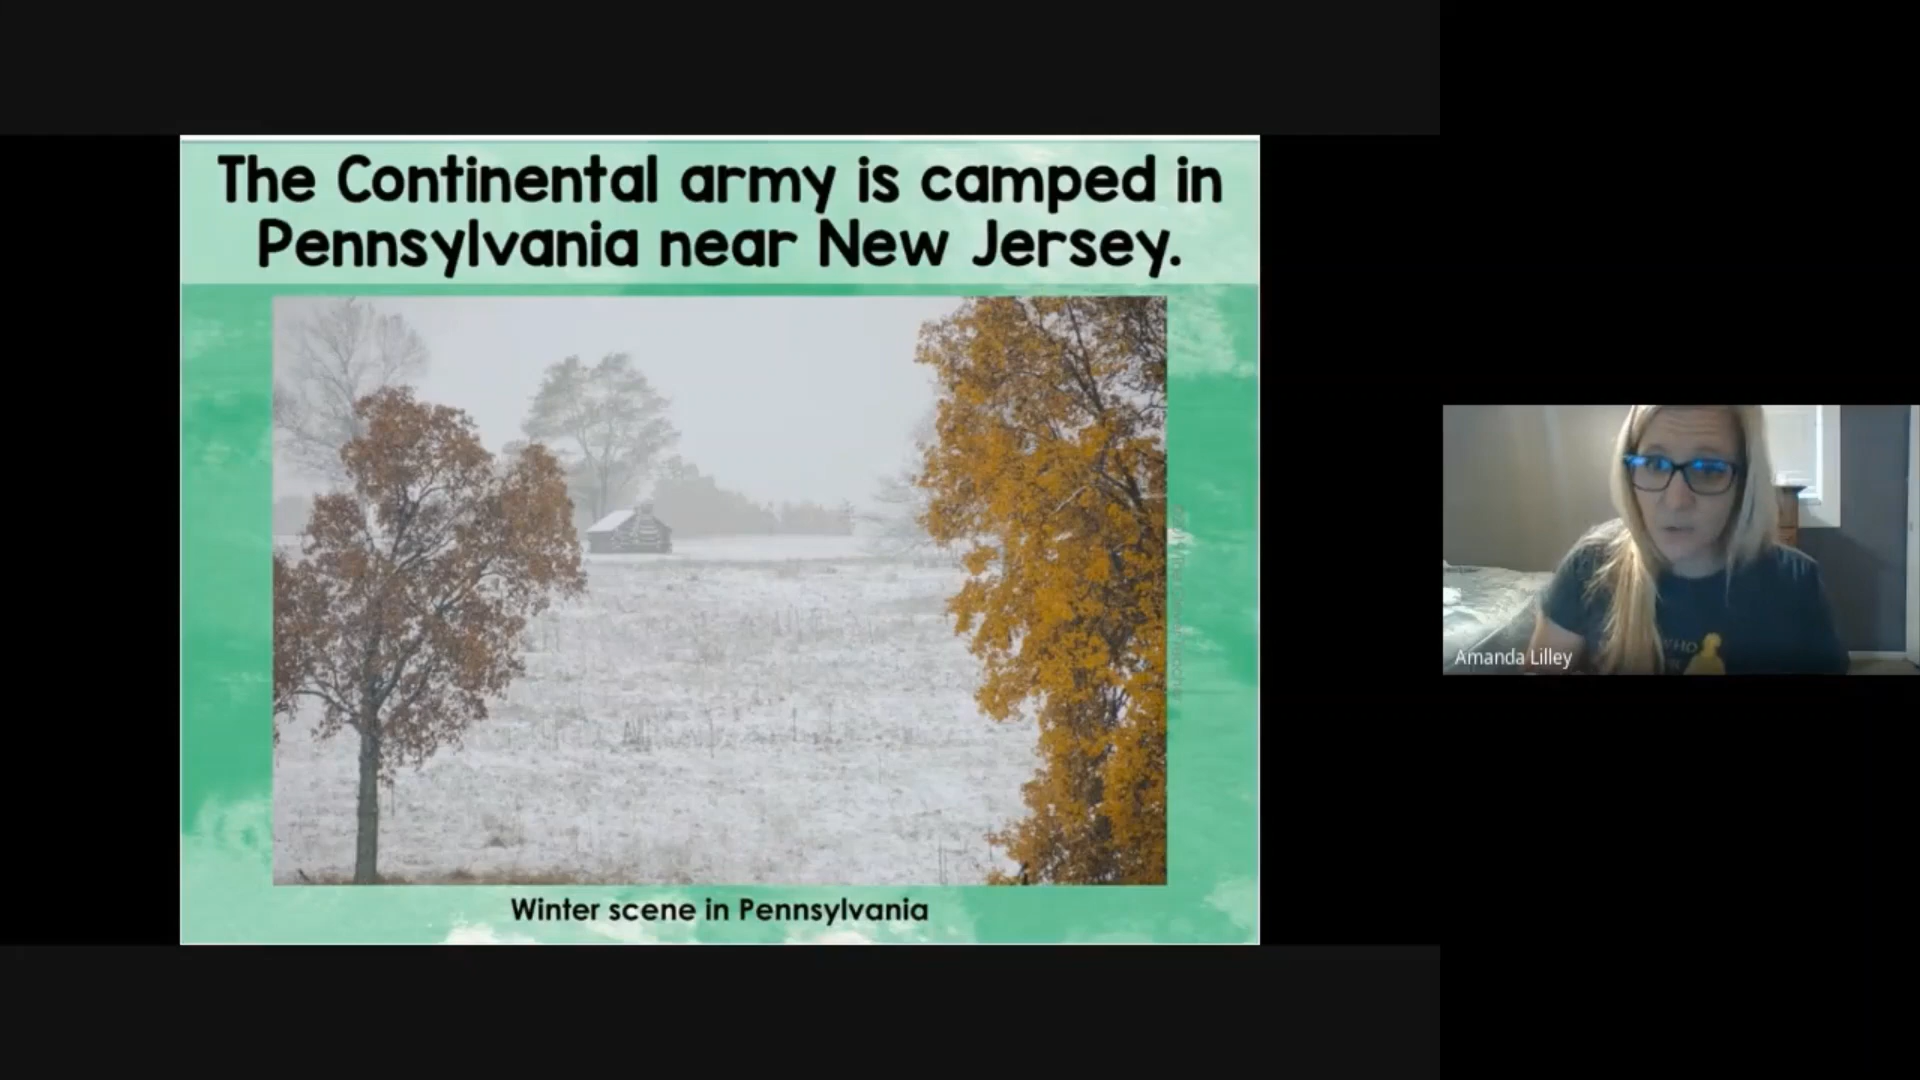 The Continental army is camped in
Pennsylvania near New Jersey.
Winter scene in Pennsylvania
Amanda Lilley